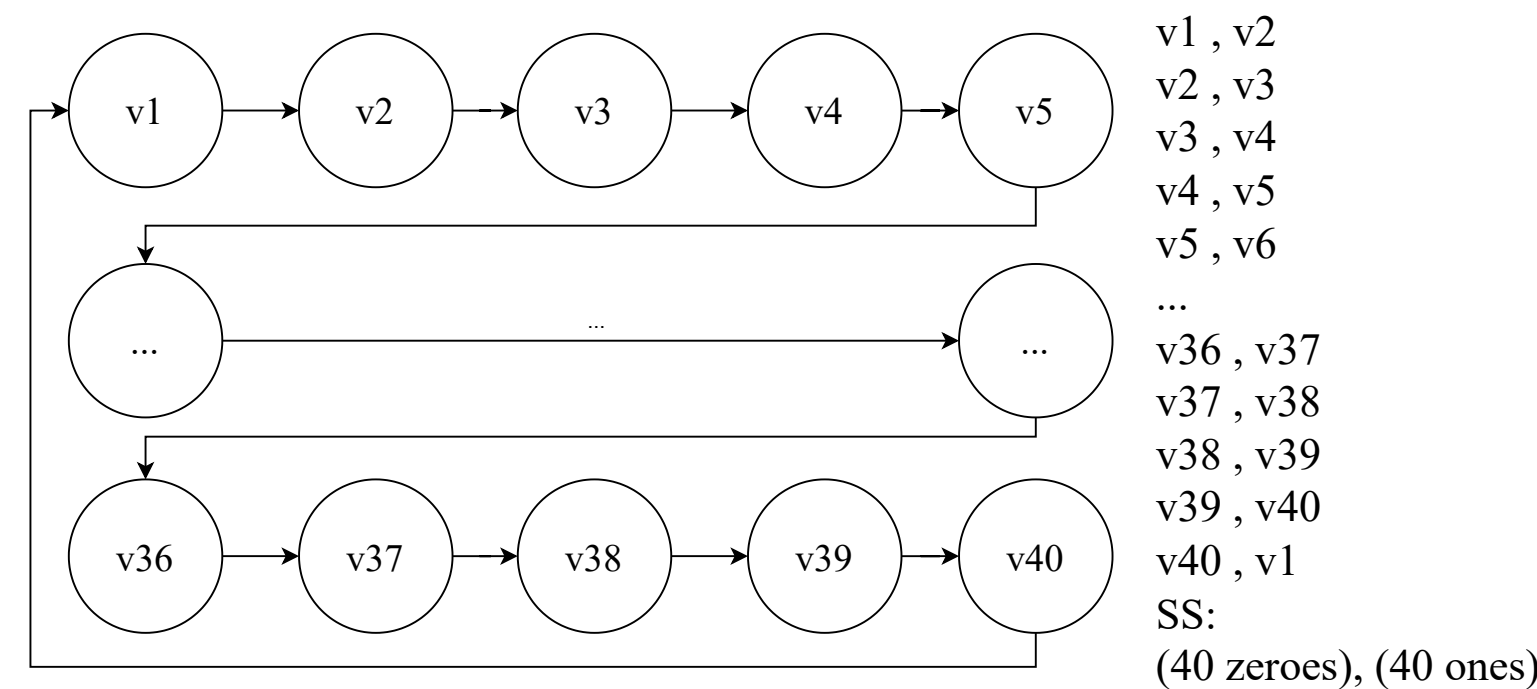 v1 v2 v3 v4 v5
...
... ...
v36 v37 v38 v39 v40
v1 , v2
v2 , v3
v3 , v4
v4 , v5
v5 , v6
...
v36 , v37
v37 , v38
v38 , v39
v39 , v40
v40 , v1
SS:
(40 zeroes), (40 ones)